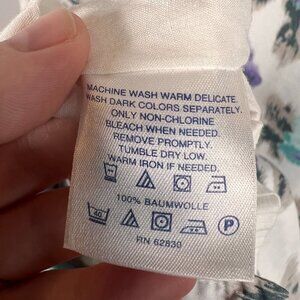 MACHINE WASH WARM DELICATE.
WASH DARK COLORS SEPARATELY.
ONLY NON-CHLORINE
BLEACH WHEN NEEDED.
REMOVE PROMPTLY.
TUMBLE DRY LOW.
WARM IRON IF NEEDED.
100% BAUMWOLLE
40 P
RN 62830